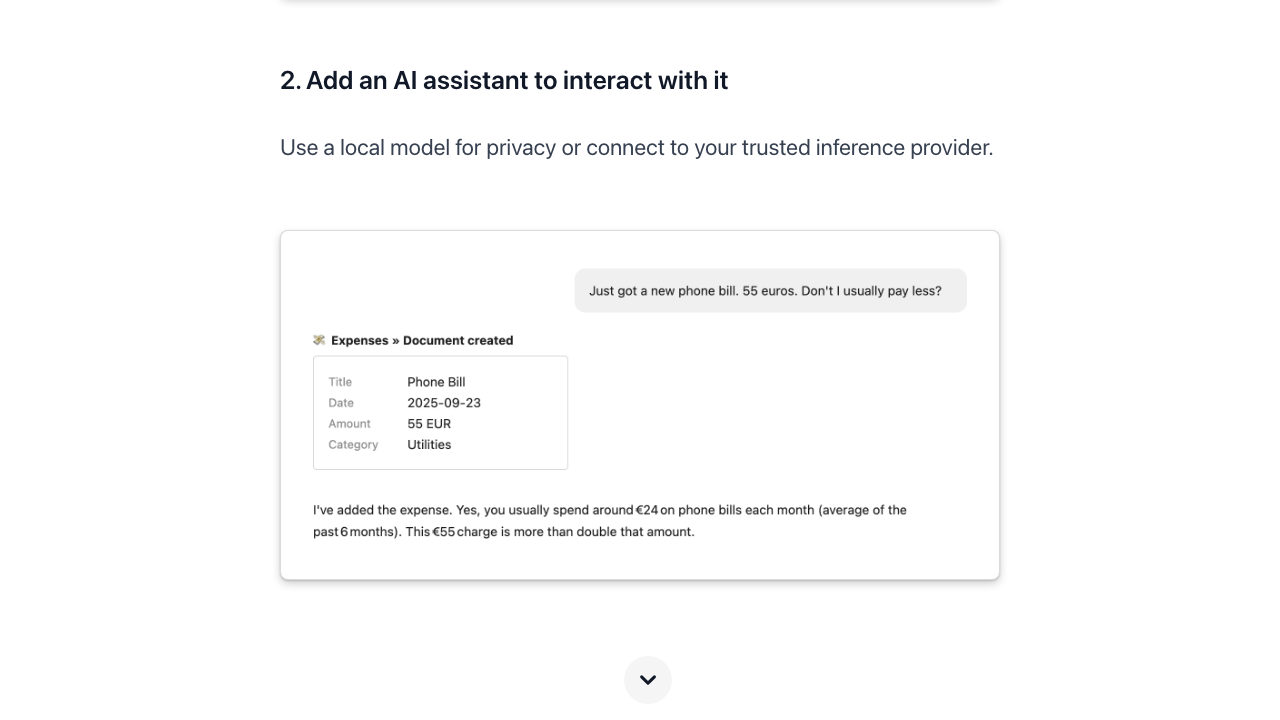 2. Add an AI assistant to interact with it
Use a local model for privacy or connect to your trusted inference provider.
Just got a new phone bill. 55 euros. Don't I usually pay less?
Expenses » Document created
Title Phone Bill
Date 2025-09-23
Amount 55 EUR
Category Utilities
I've added the expense. Yes, you usually spend around €24 on phone bills each month (average of the
past 6 months). This €55 charge is more than double that amount.